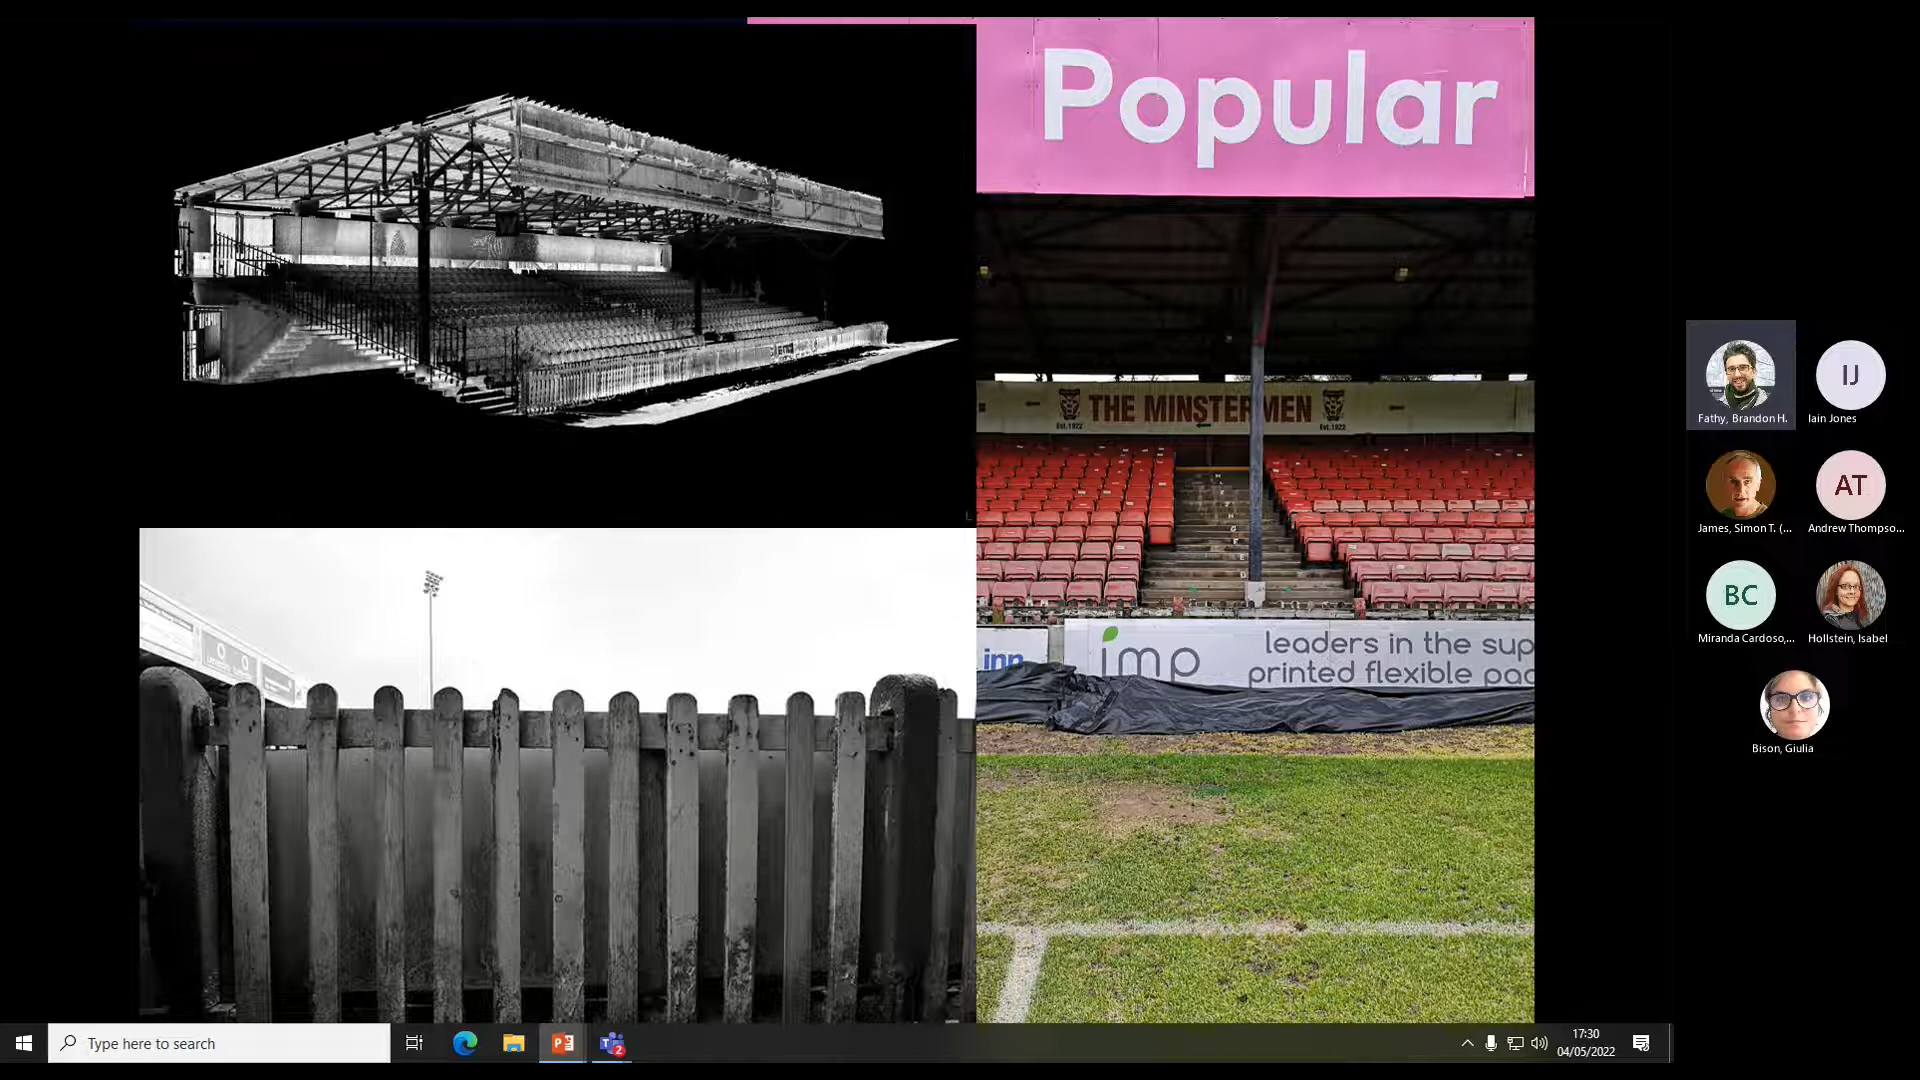 Popular
THE MINSTERMEN
Est.1922
Est.1922
inn
imp
leaders in the sup
printed flexible pac
Fathy, Brandon H.
IJ
Iain Jones
James, Simon T. (...
AT
Andrew Thompso...
BC
Miranda Cardoso,...
Hollstein, Isabel
Bison, Giulia
Type here to search
2
17:30
04/05/2022